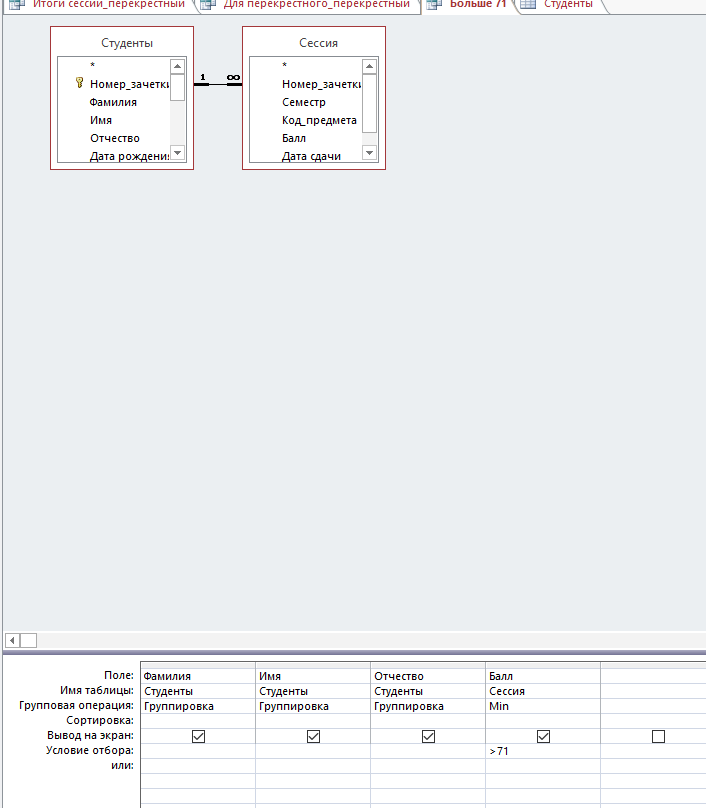 Итоги сессии_перекрестный Для перекрестного_перекрестный Больше 71 Студенты
Студенты
*
Номер_зачетки
Фамилия
Имя
Отчество
Дата рождения
1 ∞
Сессия
*
Номер_зачетки
Семестр
Код_предмета
Балл
Дата сдачи
Поле: Фамилия Имя Отчество Балл
Имя таблицы: Студенты Студенты Студенты Сессия
Групповая операция: Группировка Группировка Группировка Min
Сортировка:
Вывод на экран:
Условие отбора: >71
или: